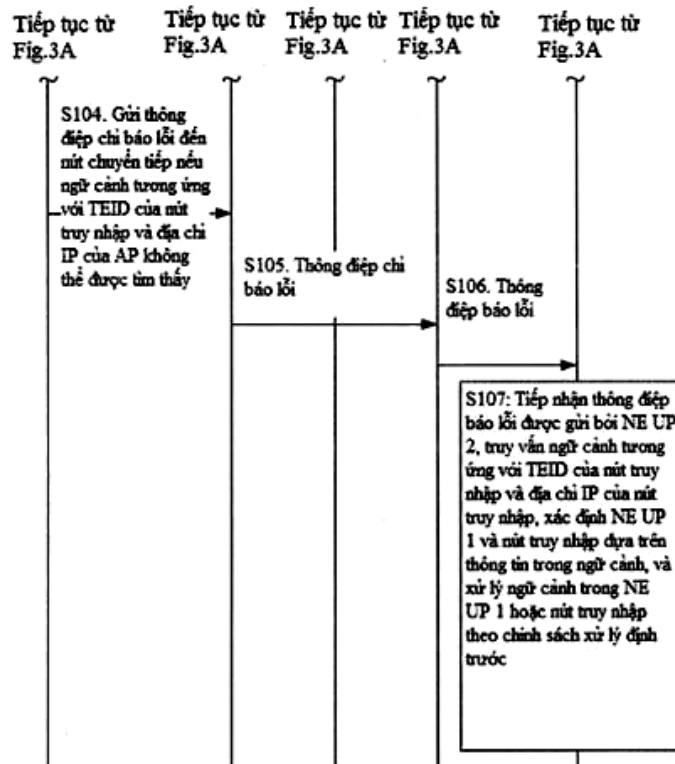 Tiếp tục từ
Fig.3A
Tiếp tục từ
Fig.3A
Tiếp tục từ
Fig.3A
Tiếp tục từ
Fig.3A
Tiếp tục từ
Fig.3A
S104. Gửi thông
điệp chỉ báo lỗi đến
nút chuyển tiếp nếu
ngữ cảnh tương ứng
với TEID của nút
truy nhập và địa chỉ
IP của AP không
thể được tìm thấy
S105. Thông điệp chỉ
báo lỗi
S106. Thông
điệp báo lỗi
S107: Tiếp nhận thông điệp
báo lỗi được gửi bởi NE UP
2, truy vấn ngữ cảnh tương
ứng với TEID của nút truy
nhập và địa chỉ IP của nút
truy nhập, xác định NE UP
1 và nút truy nhập dựa trên
thông tin trong ngữ cảnh, và
xử lý ngữ cảnh trong NE
UP 1 hoặc nút truy nhập
theo chính sách xử lý định
trước